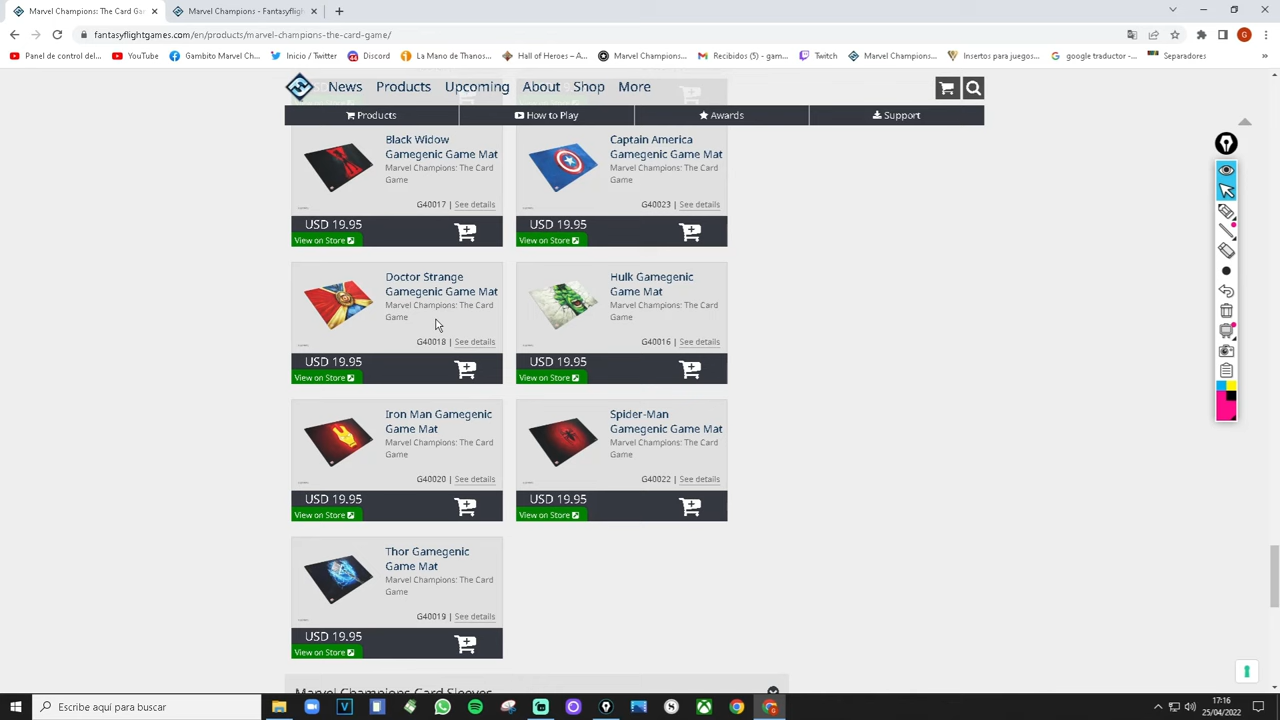 Marvel Champions: The Card Gam
Marvel Champions - Fantasyflight
fantasyflightgames.com/en/products/marvel-champions-the-card-game/
Panel de control del...
YouTube
Gambito Marvel Ch...
Inicio / Twitter
Discord
La Mano de Thanos...
Hall of Heroes – A...
Marvel Champions...
Recibidos (5) - gam...
Twitch
Marvel Champions...
Insertos para juegos...
google traductor -...
Separadores
News
Products
Upcoming
About
Shop
More
Products
How to Play
Awards
Support
Black Widow
Gamegenic Game Mat
Marvel Champions: The Card
Game
G40017 | See details
USD 19.95
View on Store
Captain America
Gamegenic Game Mat
Marvel Champions: The Card
Game
G40023 | See details
USD 19.95
View on Store
Doctor Strange
Gamegenic Game Mat
Marvel Champions: The Card
Game
G40018 | See details
USD 19.95
View on Store
Hulk Gamegenic
Game Mat
Marvel Champions: The Card
Game
G40016 | See details
USD 19.95
View on Store
Iron Man Gamegenic
Game Mat
Marvel Champions: The Card
Game
G40020 | See details
USD 19.95
View on Store
Spider-Man
Gamegenic Game Mat
Marvel Champions: The Card
Game
G40022 | See details
USD 19.95
View on Store
Thor Gamegenic
Game Mat
Marvel Champions: The Card
Game
G40019 | See details
USD 19.95
View on Store
Marvel Champions Card Sleeves
Escribe aquí para buscar
17:16
25/04/2022